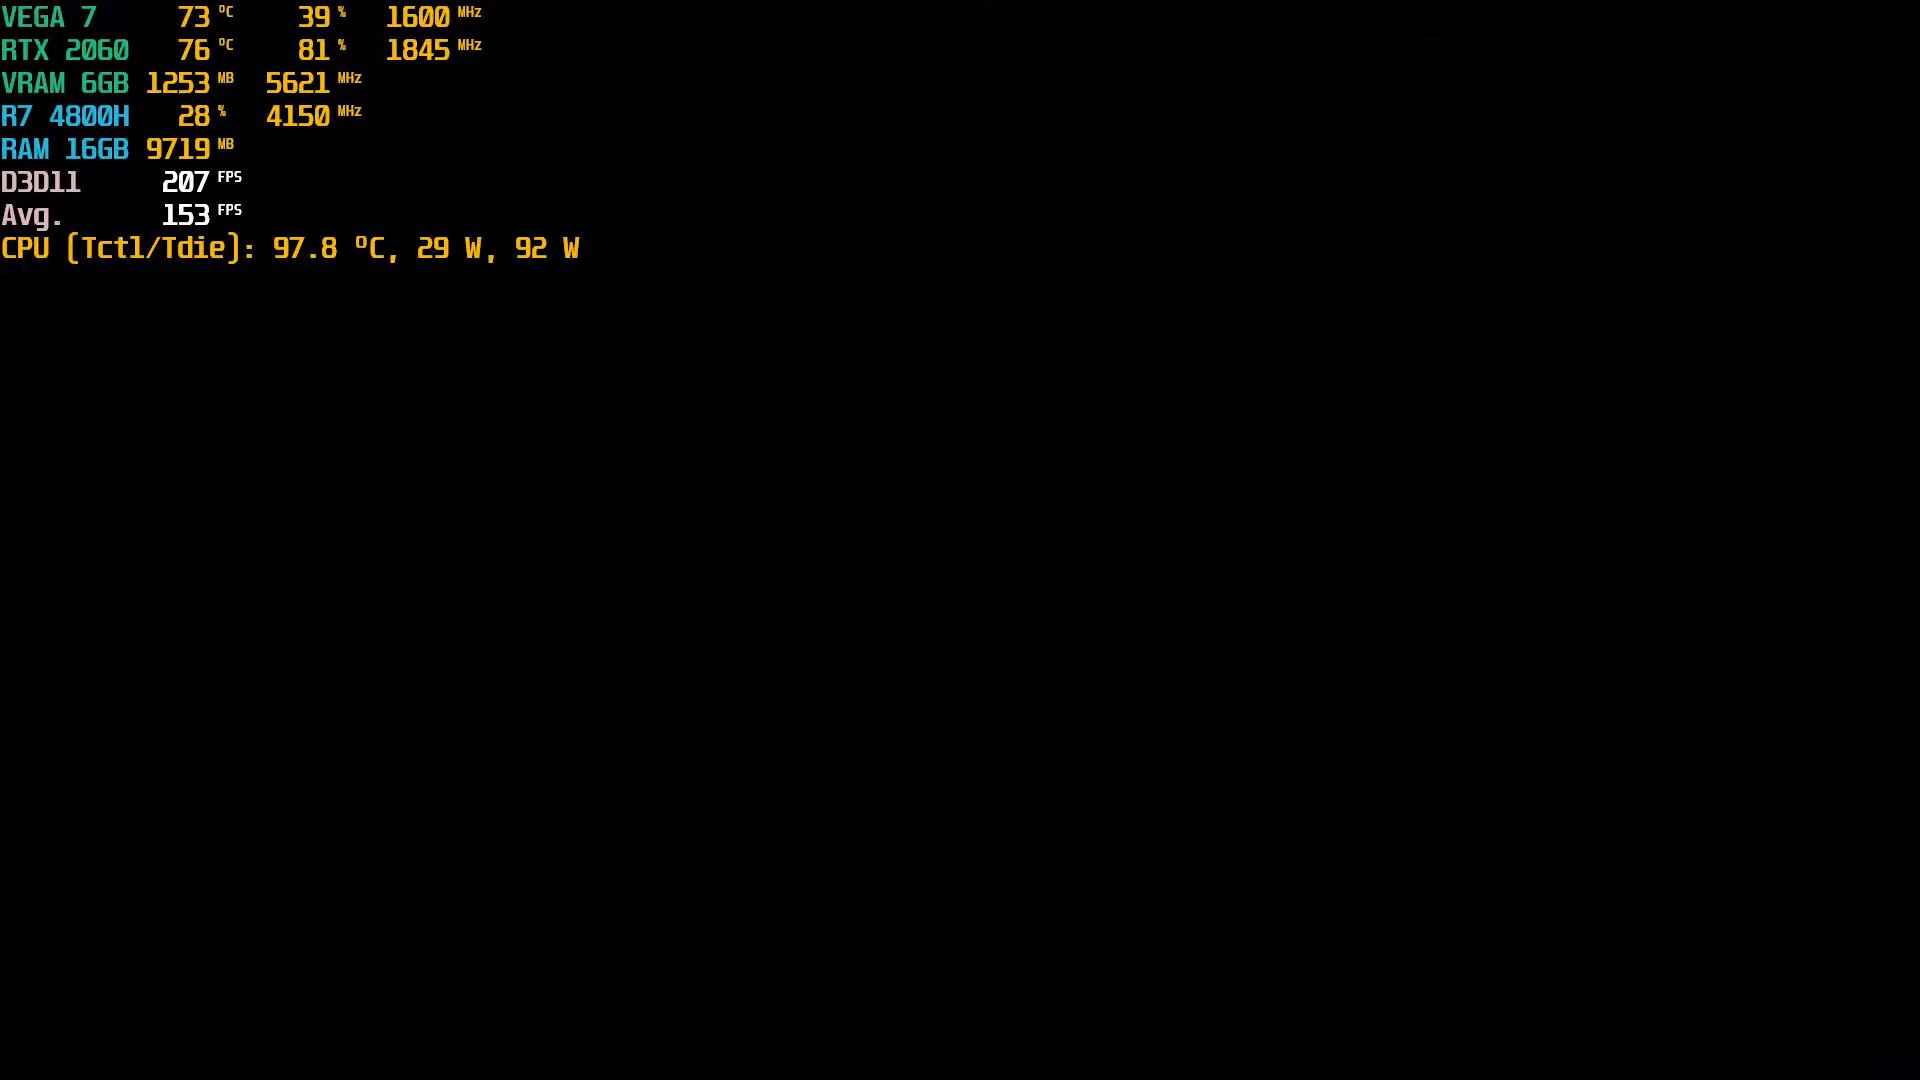 VEGA 7 73 °C 39 % 1600 MHz
RTX 2060 76 °C 81 % 1845 MHz
VRAM 6GB 1253 MB 5621 MHz
R7 4800H 28 % 4150 MHz
RAM 16GB 9719 MB
D3D11 207 FPS
Avg. 153 FPS
CPU (Tctl/Tdie): 97.8 °C, 29 W, 92 W